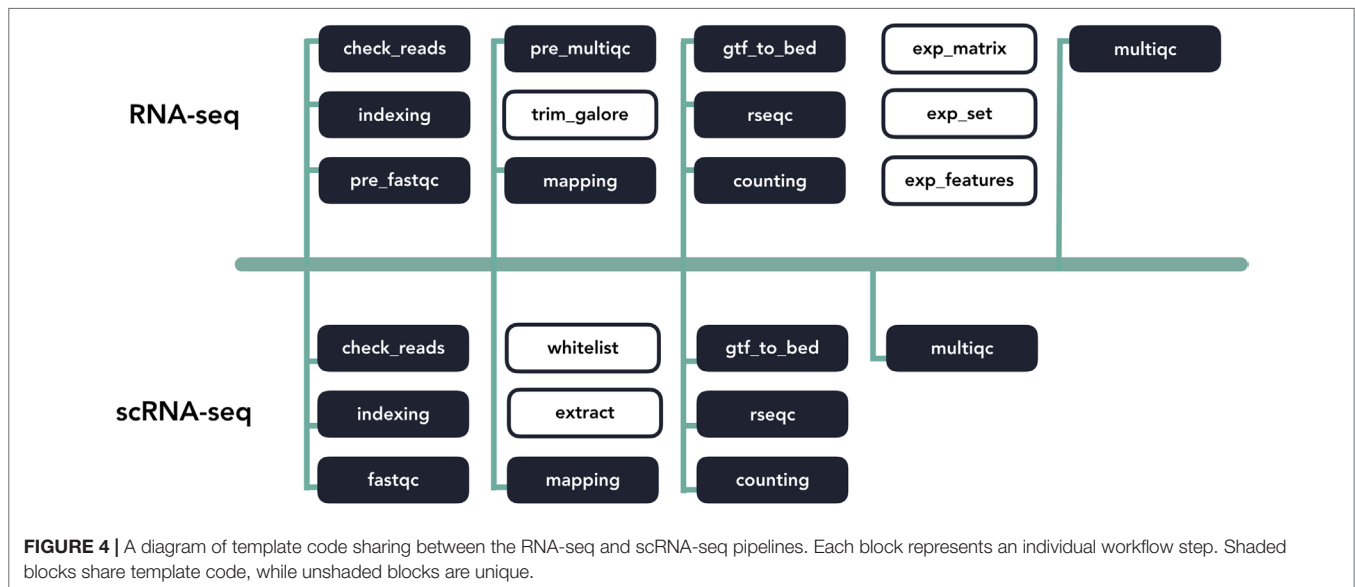 RNA-seq
check_reads
indexing
pre_fastqc
pre_multiqc
trim_galore
mapping
gtf_to_bed
rseqc
counting
exp_matrix
exp_set
exp_features
multiqc
scRNA-seq
check_reads
indexing
fastqc
whitelist
extract
mapping
gtf_to_bed
rseqc
counting
multiqc
FIGURE 4 | A diagram of template code sharing between the RNA-seq and scRNA-seq pipelines. Each block represents an individual workflow step. Shaded
blocks share template code, while unshaded blocks are unique.